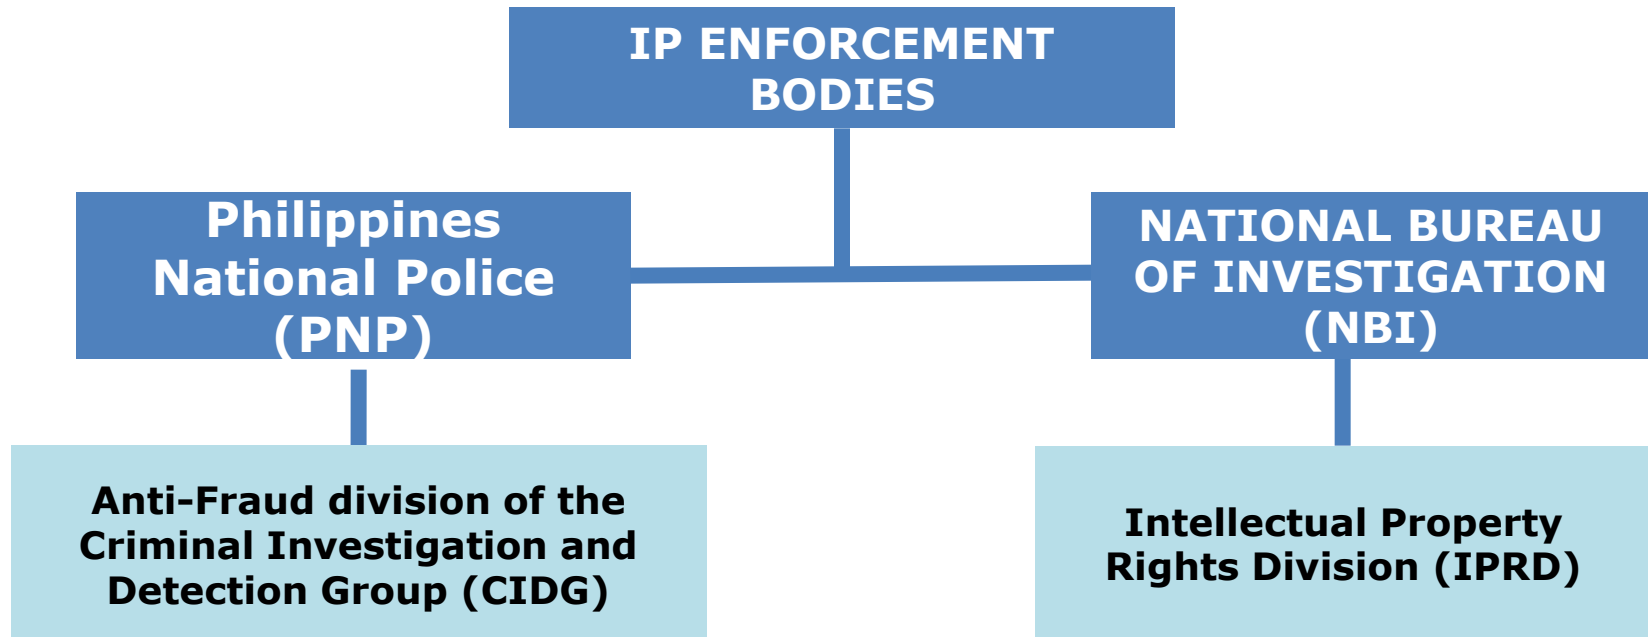 IP ENFORCEMENT
BODIES
Philippines
National Police
(PNP)
NATIONAL BUREAU
OF INVESTIGATION
(NBI)
Anti-Fraud division of the
Criminal Investigation and
Detection Group (CIDG)
Intellectual Property
Rights Division (IPRD)